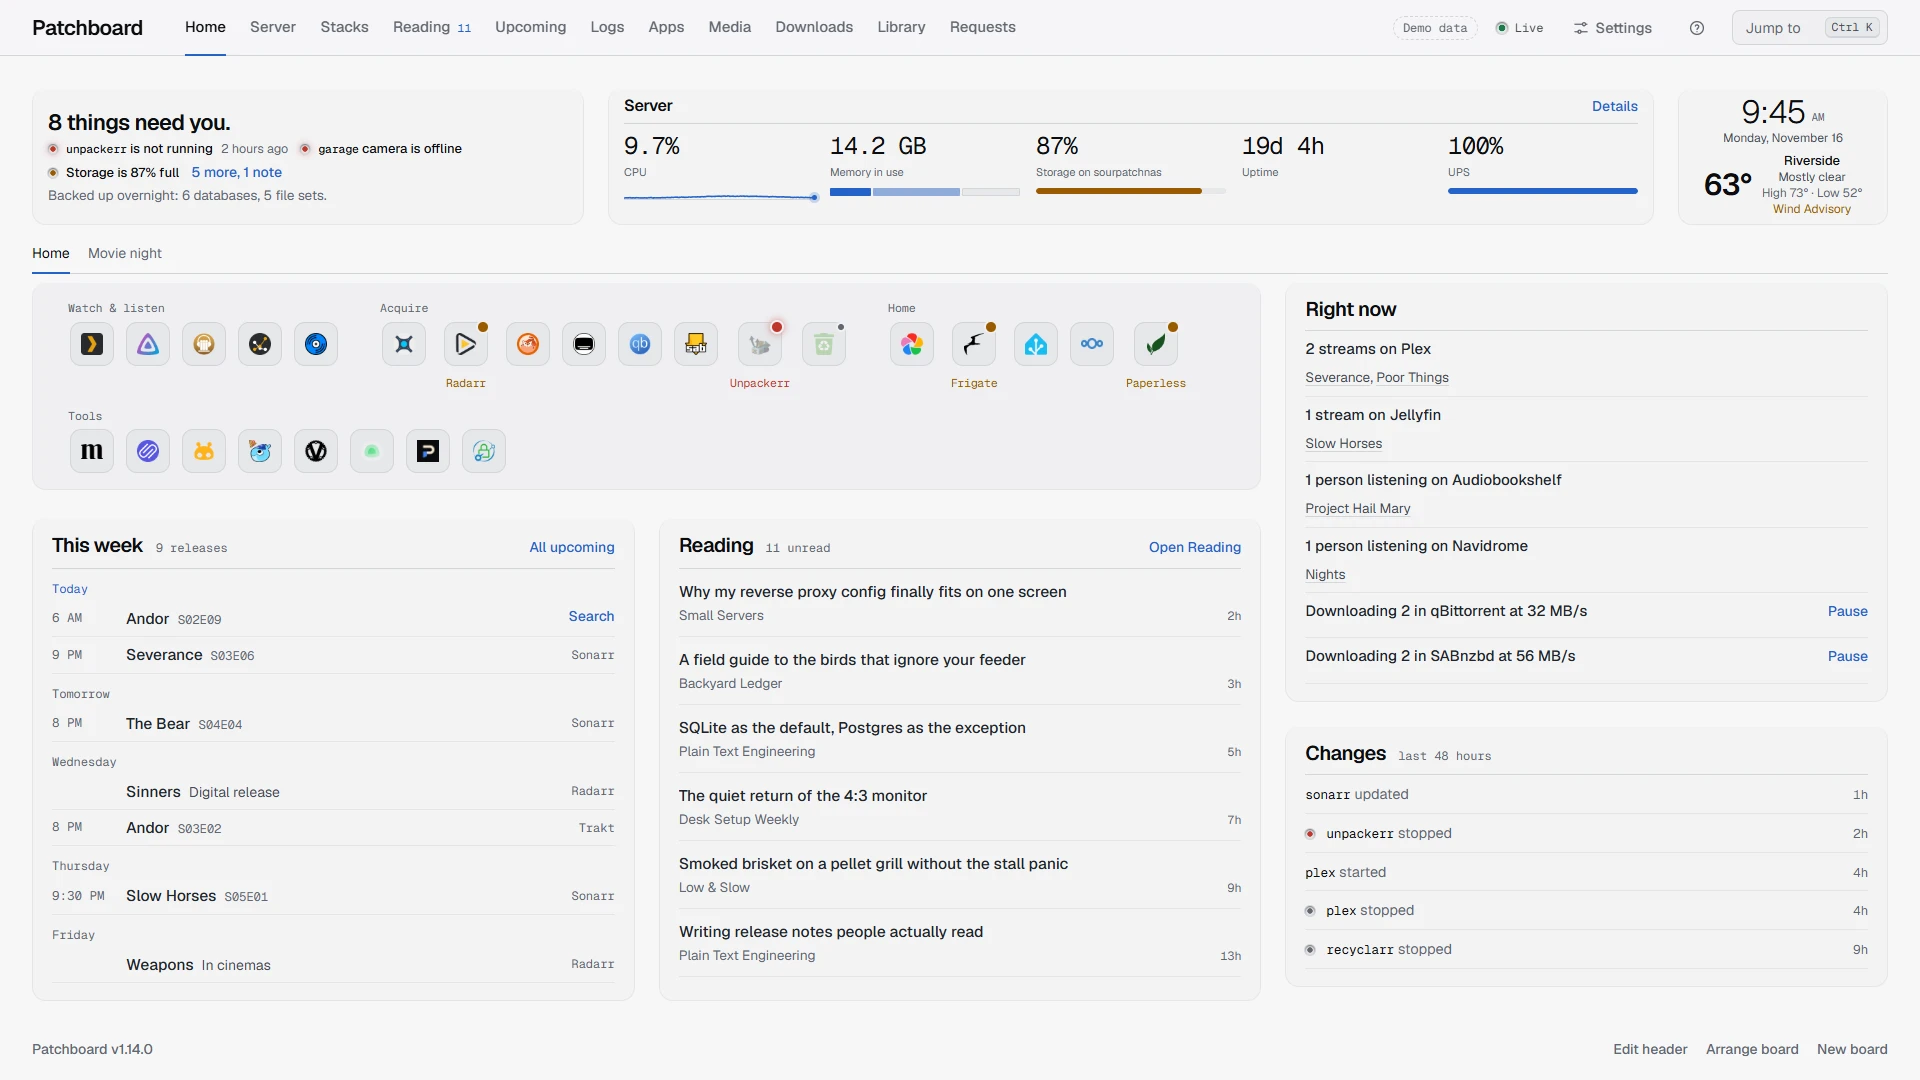 Patchboard
Home Server Stacks Reading 11 Upcoming Logs Apps Media Downloads Library Requests
Demo data Live Settings Jump to Ctrl K
8 things need you.
unpackerr is not running 2 hours ago garage camera is offline
Storage is 87% full 5 more, 1 note
Backed up overnight: 6 databases, 5 file sets.
Server Details
9.7% 14.2 GB 87% 19d 4h 100%
CPU Memory in use Storage on sourpatchnas Uptime UPS
9:45 AM
Monday, November 16
63°
Riverside
Mostly clear
High 73° · Low 52°
Wind Advisory
Home Movie night
Watch & listen Acquire Home
qb
Radarr Unpackerr Frigate Paperless
Tools
m
This week 9 releases All upcoming
Today
6 AM Andor S02E09 Search
9 PM Severance S03E06 Sonarr
Tomorrow
8 PM The Bear S04E04 Sonarr
Wednesday
Sinners Digital release Radarr
8 PM Andor S03E02 Trakt
Thursday
9:30 PM Slow Horses S05E01 Sonarr
Friday
Weapons In cinemas Radarr
Reading 11 unread Open Reading
Why my reverse proxy config finally fits on one screen
Small Servers 2h
A field guide to the birds that ignore your feeder
Backyard Ledger 3h
SQLite as the default, Postgres as the exception
Plain Text Engineering 5h
The quiet return of the 4:3 monitor
Desk Setup Weekly 7h
Smoked brisket on a pellet grill without the stall panic
Low & Slow 9h
Writing release notes people actually read
Plain Text Engineering 13h
Right now
2 streams on Plex
Severance, Poor Things
1 stream on Jellyfin
Slow Horses
1 person listening on Audiobookshelf
Project Hail Mary
1 person listening on Navidrome
Nights
Downloading 2 in qBittorrent at 32 MB/s Pause
Downloading 2 in SABnzbd at 56 MB/s Pause
Changes last 48 hours
sonarr updated 1h
unpackerr stopped 2h
plex started 4h
plex stopped 4h
recyclarr stopped 9h
Patchboard v1.14.0
Edit header Arrange board New board